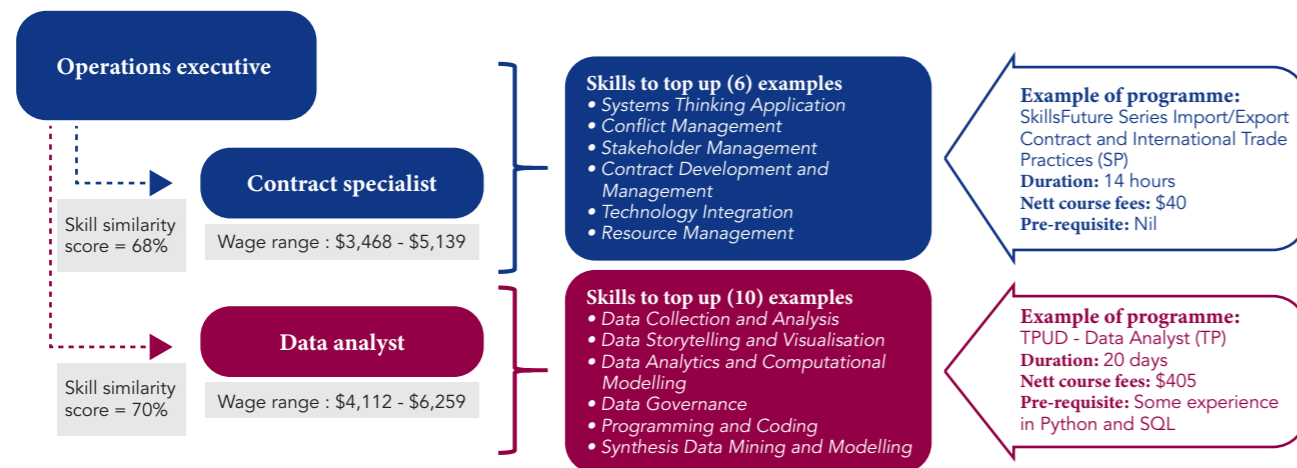 Operations executive
Contract specialist
Skill similarity
score = 68%
Wage range : $3,468 - $5,139
Skills to top up (6) examples
• Systems Thinking Application
• Conflict Management
• Stakeholder Management
• Contract Development and
Management
• Technology Integration
• Resource Management
Example of programme:
SkillsFuture Series Import/Export
Contract and International Trade
Practices (SP)
Duration: 14 hours
Nett course fees: $40
Pre-requisite: Nil
Data analyst
Skill similarity
score = 70%
Wage range : $4,112 - $6,259
Skills to top up (10) examples
• Data Collection and Analysis
• Data Storytelling and Visualisation
• Data Analytics and Computational
Modelling
• Data Governance
• Programming and Coding
• Synthesis Data Mining and Modelling
Example of programme:
TPUD - Data Analyst (TP)
Duration: 20 days
Nett course fees: $405
Pre-requisite: Some experience
in Python and SQL